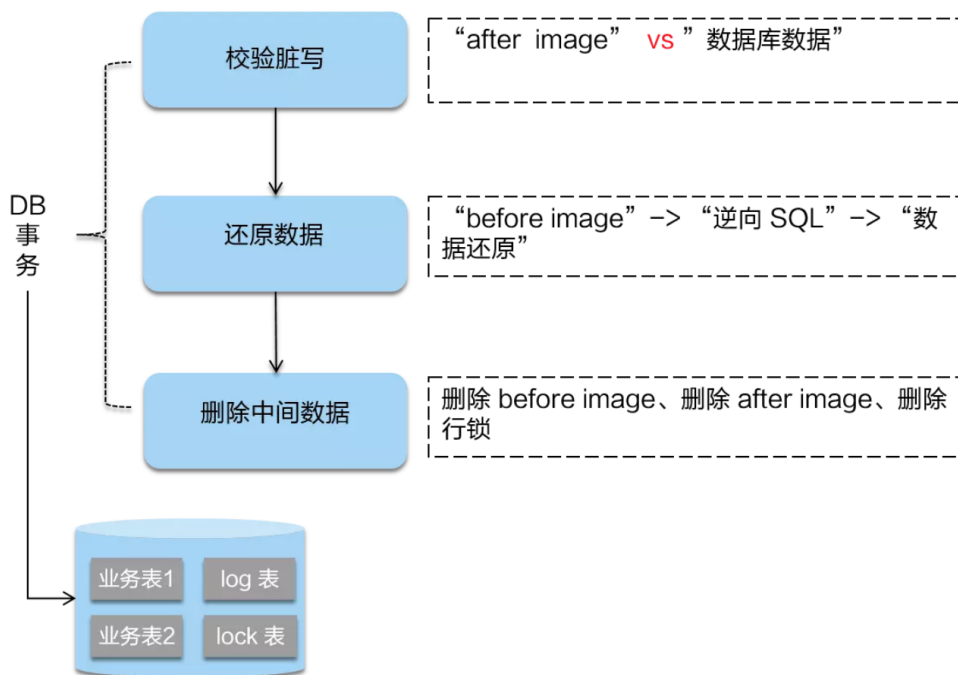 校验脏写
“after image” vs ”数据库数据”
DB
事
务
还原数据
“before image”–> “逆向 SQL”–> “数
据还原”
删除中间数据
删除 before image、删除 after image、删除
行锁
业务表1
log 表
业务表2
lock 表